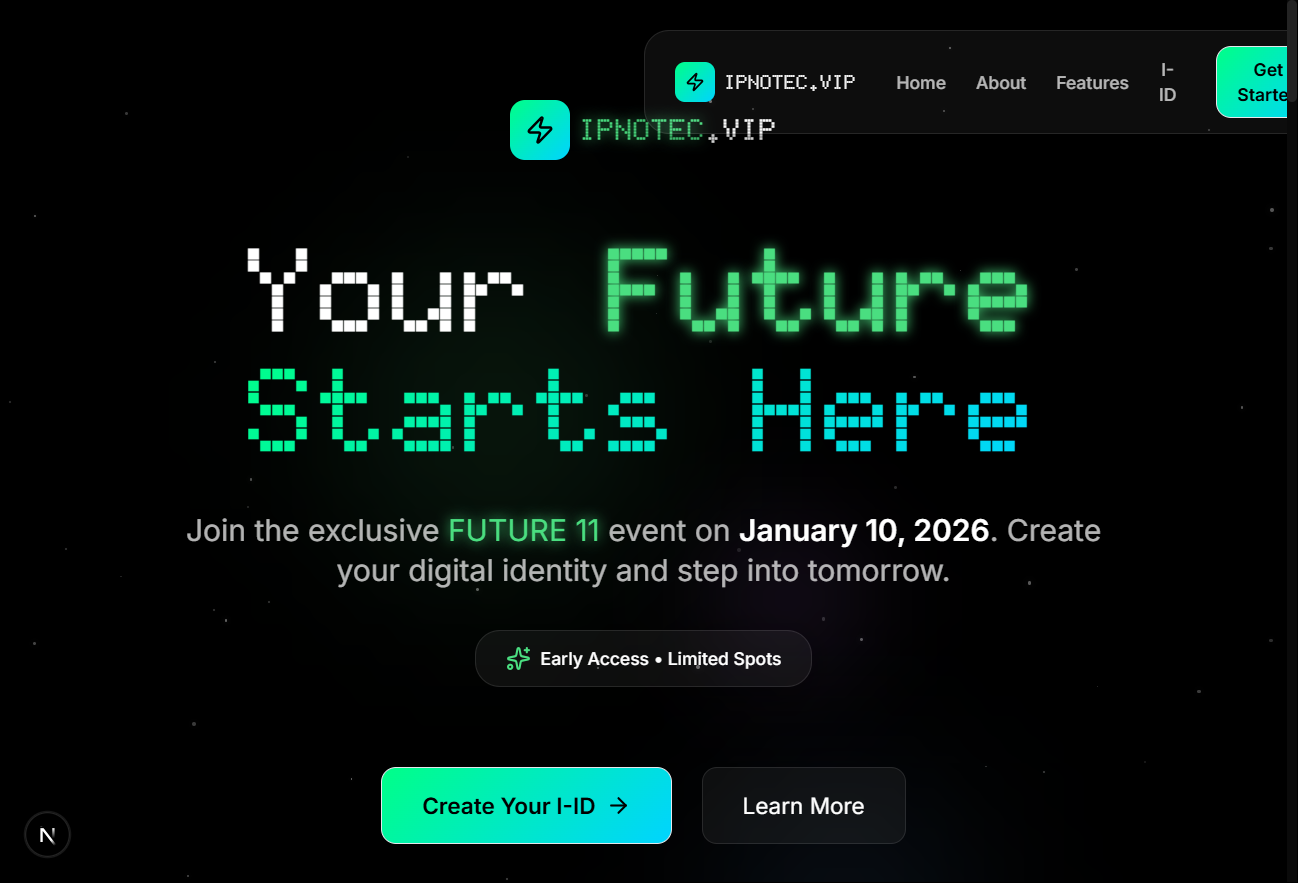 IPNOTEC.VIP
Home
About
Features
I-
ID
Get
Starte
IPNOTEC.VIP
Your Future
Starts Here
Join the exclusive FUTURE 11 event on January 10, 2026. Create
your digital identity and step into tomorrow.
Early Access • Limited Spots
Create Your I-ID →
Learn More
N